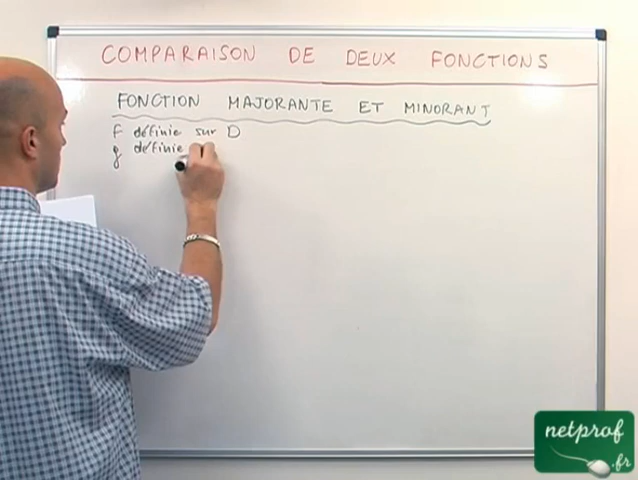 COMPARAISON DE DEUX FONCTIONS
FONCTION MAJORANTE ET MINORANT
f définie sur D
g définie
netprof
.fr